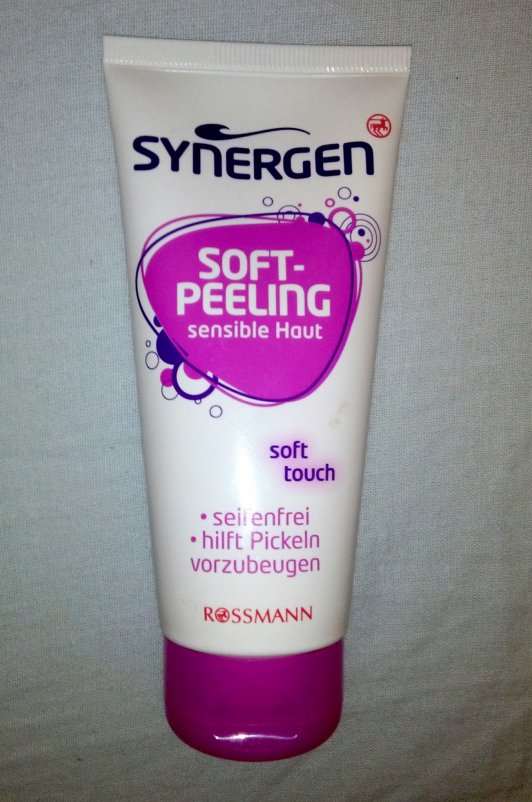 SYNERGEN
SOFT-
PEELING
sensible Haut
soft
touch
• seifenfrei
• hilft Pickeln
vorzubeugen
ROSSMANN